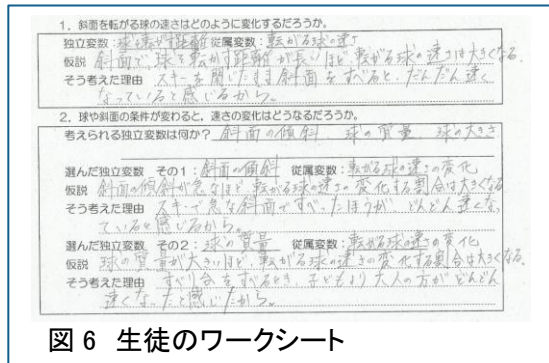 1. 斜面を転がる球の速さはどのように変化するだろうか。
独立変数：球を転がす距離 従属変数：転がる球の速さ
仮説 斜面で、球を転がす距離が長いほど、転がる球の速さは大きくなる。
そう考えた理由 スキーを閉じたまま斜面をすべると、だんだん速く
なっていると感じるから。
2. 球や斜面の条件が変わると、速さの変化はどうなるだろうか。
考えられる独立変数は何か？ 斜面の傾斜 球の質量、球の大きさ
選んだ独立変数 その1：斜面の傾斜 従属変数：転がる球の速さの変化
仮説 斜面の傾斜が急なほど、転がる球の速さの変化する割合は大きくなる
そう考えた理由 スキーで急な斜面ですべったほうが、どんどん速くな
ていると感じるから。
選んだ独立変数 その2：球の質量 従属変数：転がる球の速さの変化
仮説 球の質量が大きいほど、転がる球の速さの変化する割合は大きくなる。
そう考えた理由 すべり台をすべるとき、子どもより大人の方がどんどん
速くなったと感じたから。
図 6 生徒のワークシート